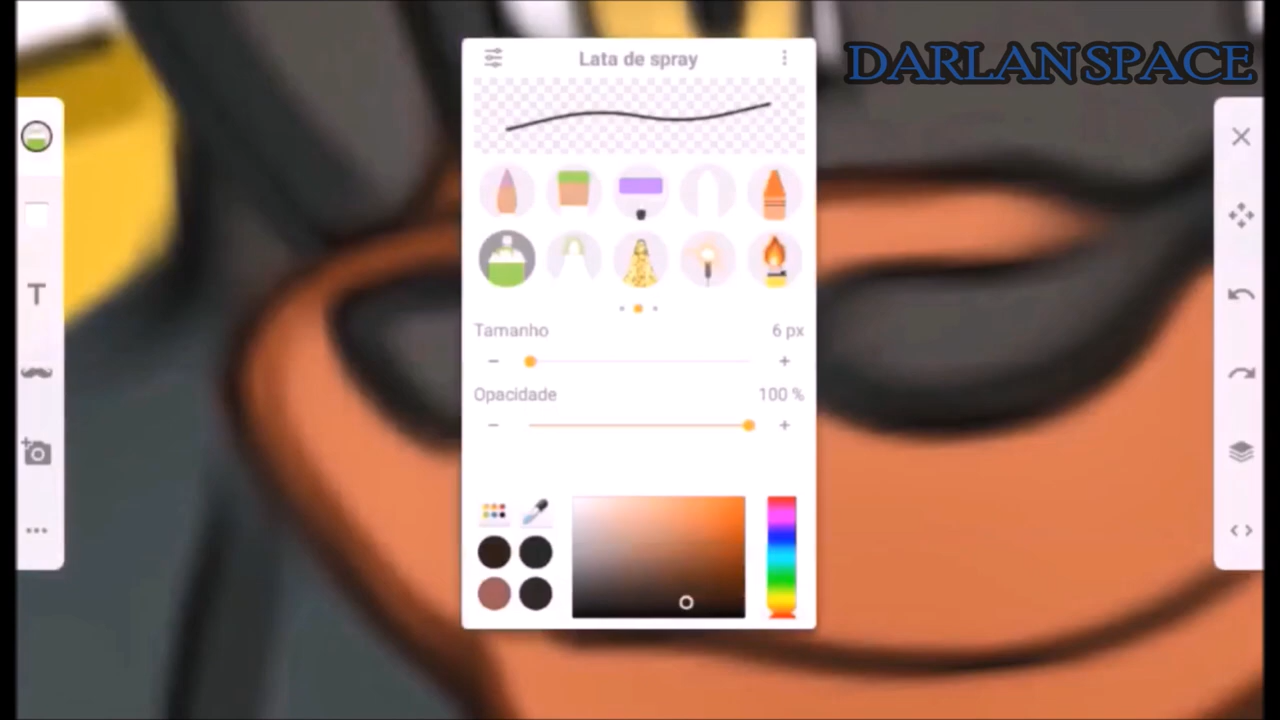 DARLAN SPACE
Lata de spray
T
Tamanho 6 px
Opacidade 100 %